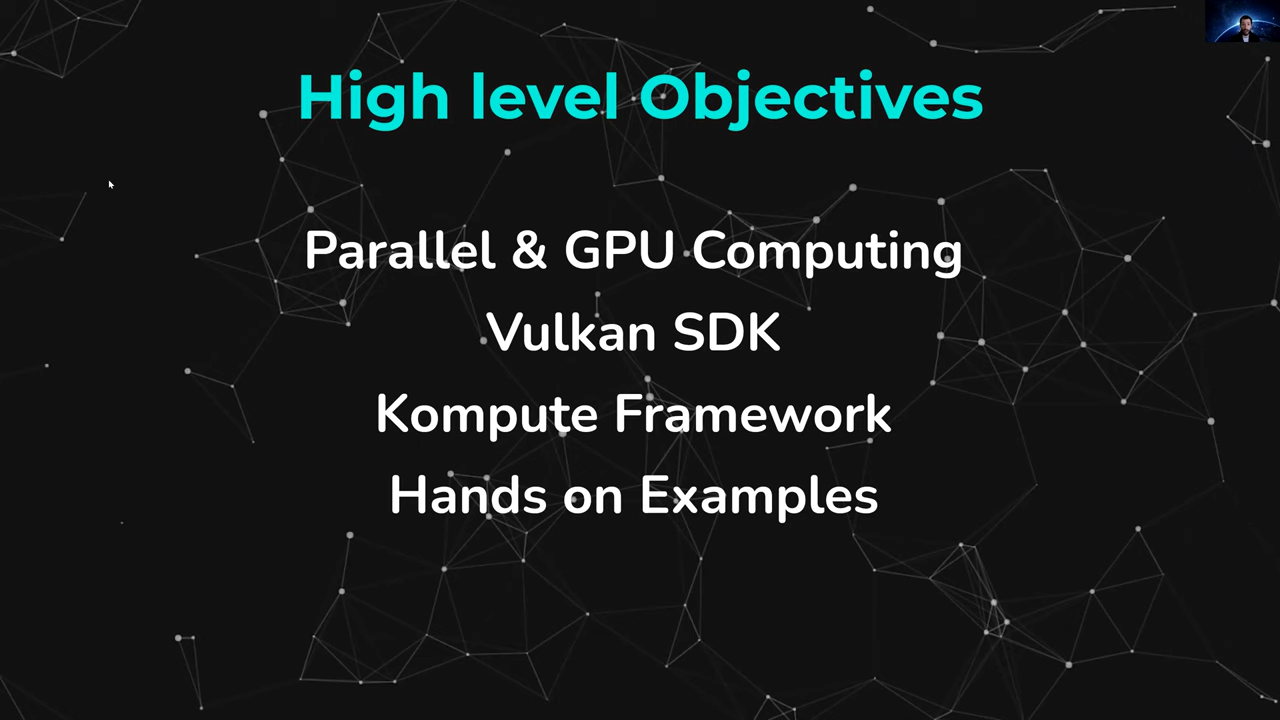 High level Objectives
Parallel & GPU Computing
Vulkan SDK
Kompute Framework
Hands on Examples